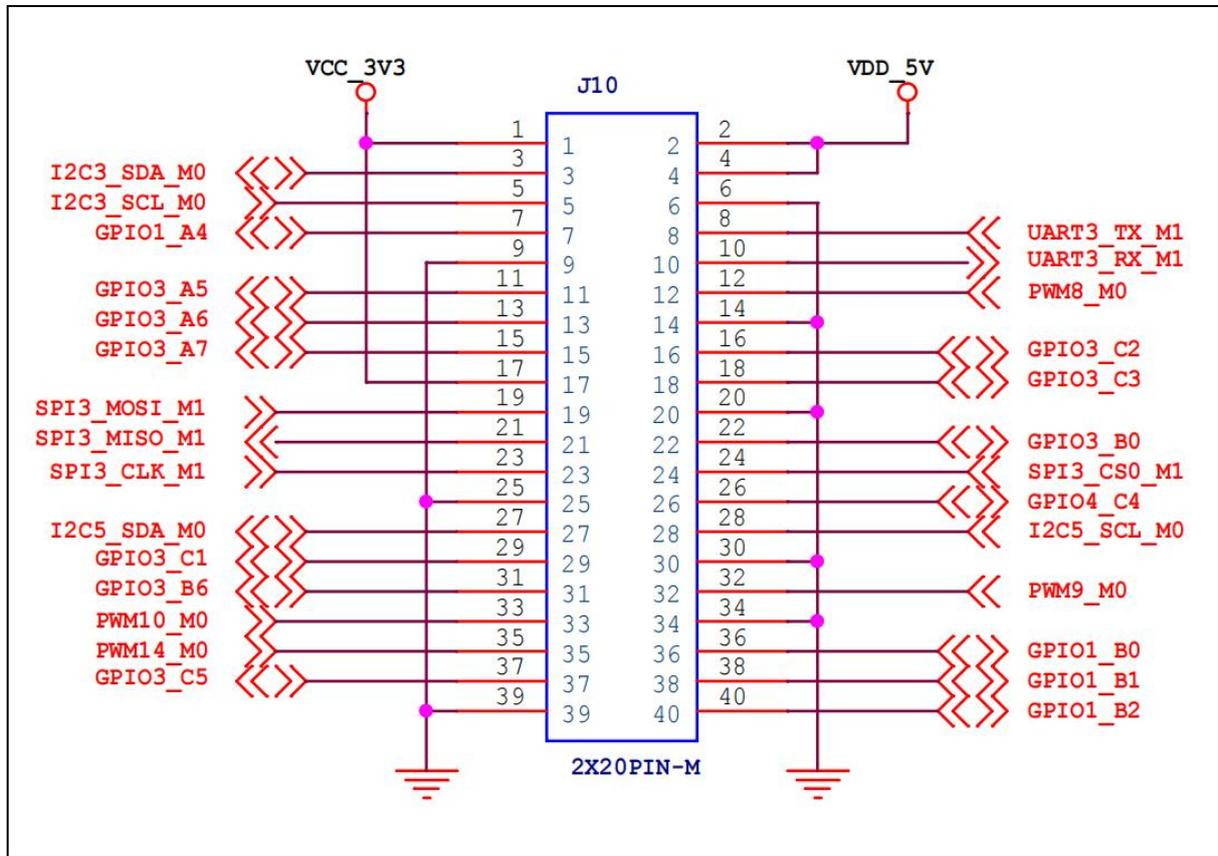 VCC_3V3 J10 VDD_5V
1 1 2 2
I2C3_SDA_M0 3 3 4 4
I2C3_SCL_M0 5 5 6 6
GPIO1_A4 7 7 8 8 UART3_TX_M1
9 9 10 10 UART3_RX_M1
GPIO3_A5 11 11 12 12 PWM8_M0
GPIO3_A6 13 13 14 14
GPIO3_A7 15 15 16 16 GPIO3_C2
17 17 18 18 GPIO3_C3
SPI3_MOSI_M1 19 19 20 20
SPI3_MISO_M1 21 21 22 22 GPIO3_B0
SPI3_CLK_M1 23 23 24 24 SPI3_CS0_M1
25 25 26 26 GPIO4_C4
I2C5_SDA_M0 27 27 28 28 I2C5_SCL_M0
GPIO3_C1 29 29 30 30
GPIO3_B6 31 31 32 32 PWM9_M0
PWM10_M0 33 33 34 34
PWM14_M0 35 35 36 36 GPIO1_B0
GPIO3_C5 37 37 38 38 GPIO1_B1
39 39 40 40 GPIO1_B2
2X20PIN-M